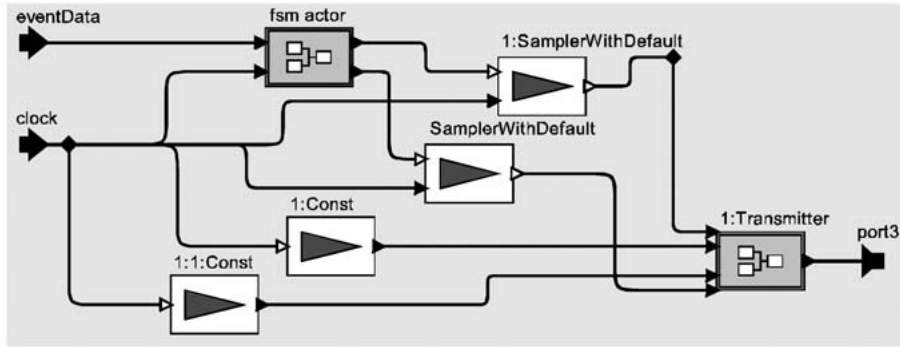 eventData
fsm actor
1:SamplerWithDefault
clock
SamplerWithDefault
1:Const
1:Transmitter
port3
1:1:Const